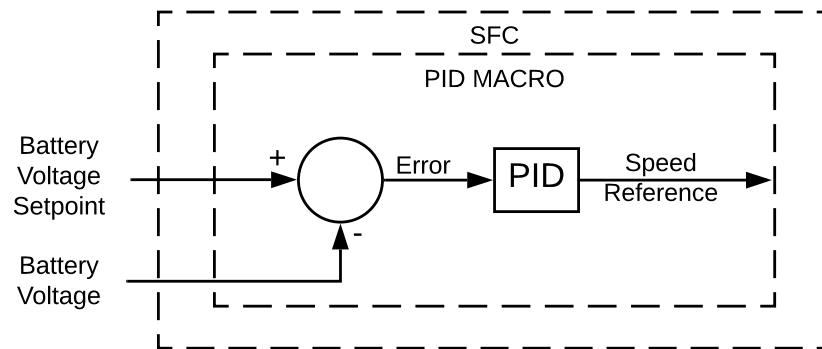 SFC
PID MACRO
Battery
Voltage
Setpoint
+
Error
PID
Speed
Reference
-
Battery
Voltage